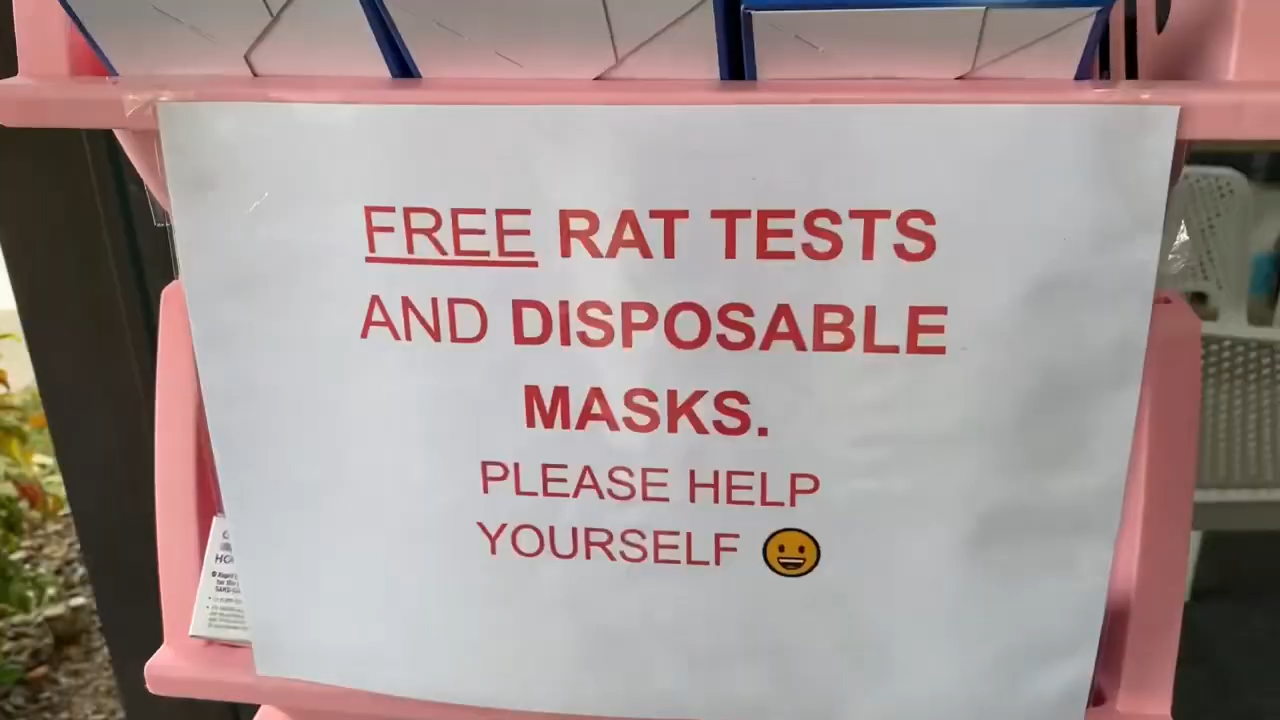 FREE RAT TESTS
AND DISPOSABLE
MASKS.
PLEASE HELP
YOURSELF 😀